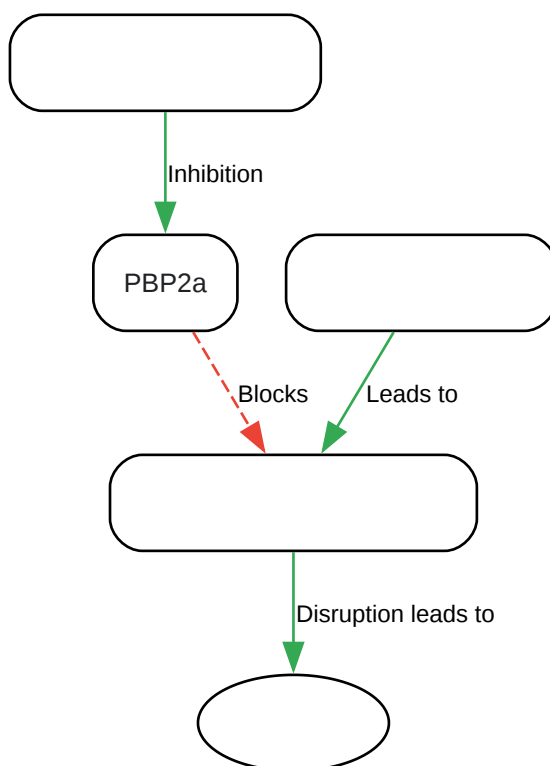 Inhibition
PBP2a
Blocks
Leads to
Disruption leads to